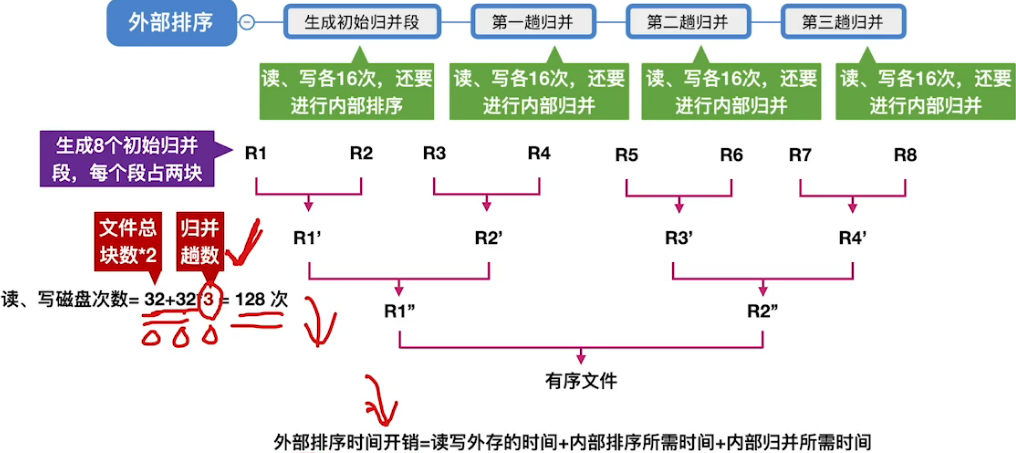 外部排序
生成初始归并段
第一趟归并
第二趟归并
第三趟归并
读、写各16次，还要
进行内部排序
读、写各16次，还要
进行内部归并
读、写各16次，还要
进行内部归并
读、写各16次，还要
进行内部归并
生成8个初始归并
段，每个段占两块
R1 R2 R3 R4 R5 R6 R7 R8
文件总
块数*2
归并
趟数
R1’ R2’ R3’ R4’
读、写磁盘次数= 32+32*3 = 128 次
R1” R2”
有序文件
外部排序时间开销=读写外存的时间+内部排序所需时间+内部归并所需时间